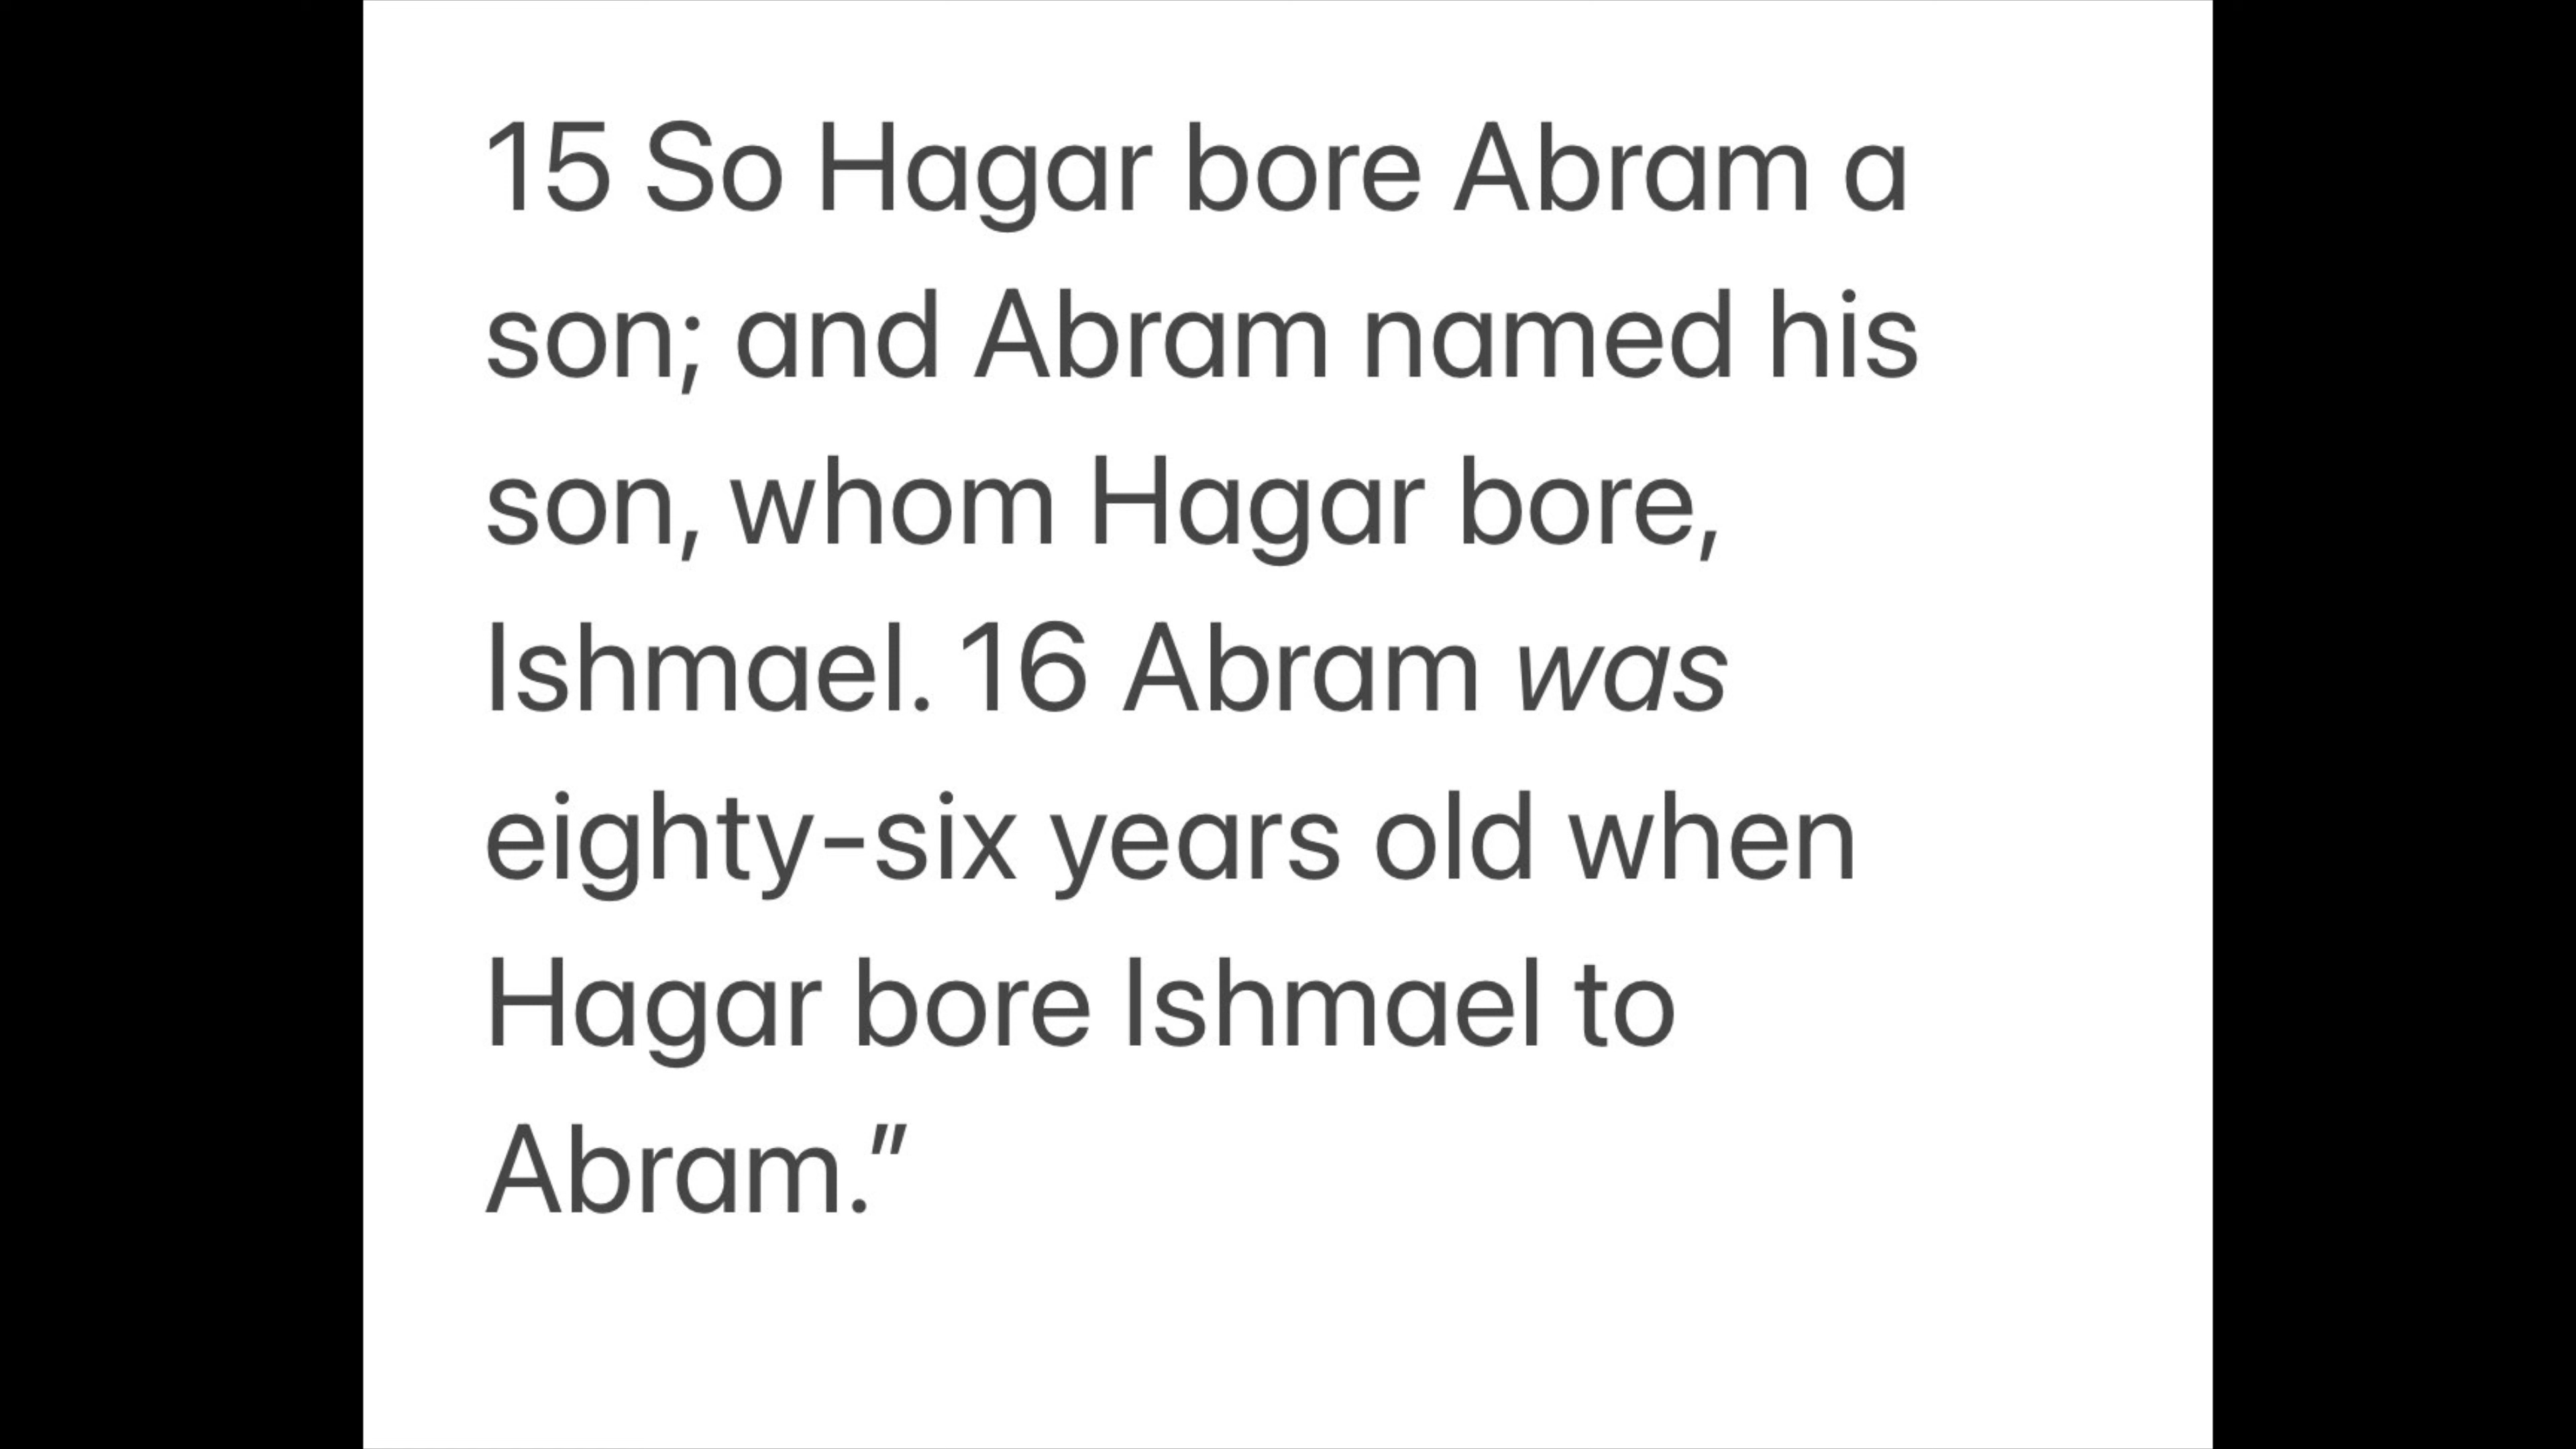 15 So Hagar bore Abram a
son; and Abram named his
son, whom Hagar bore,
Ishmael. 16 Abram was
eighty-six years old when
Hagar bore Ishmael to
Abram.”